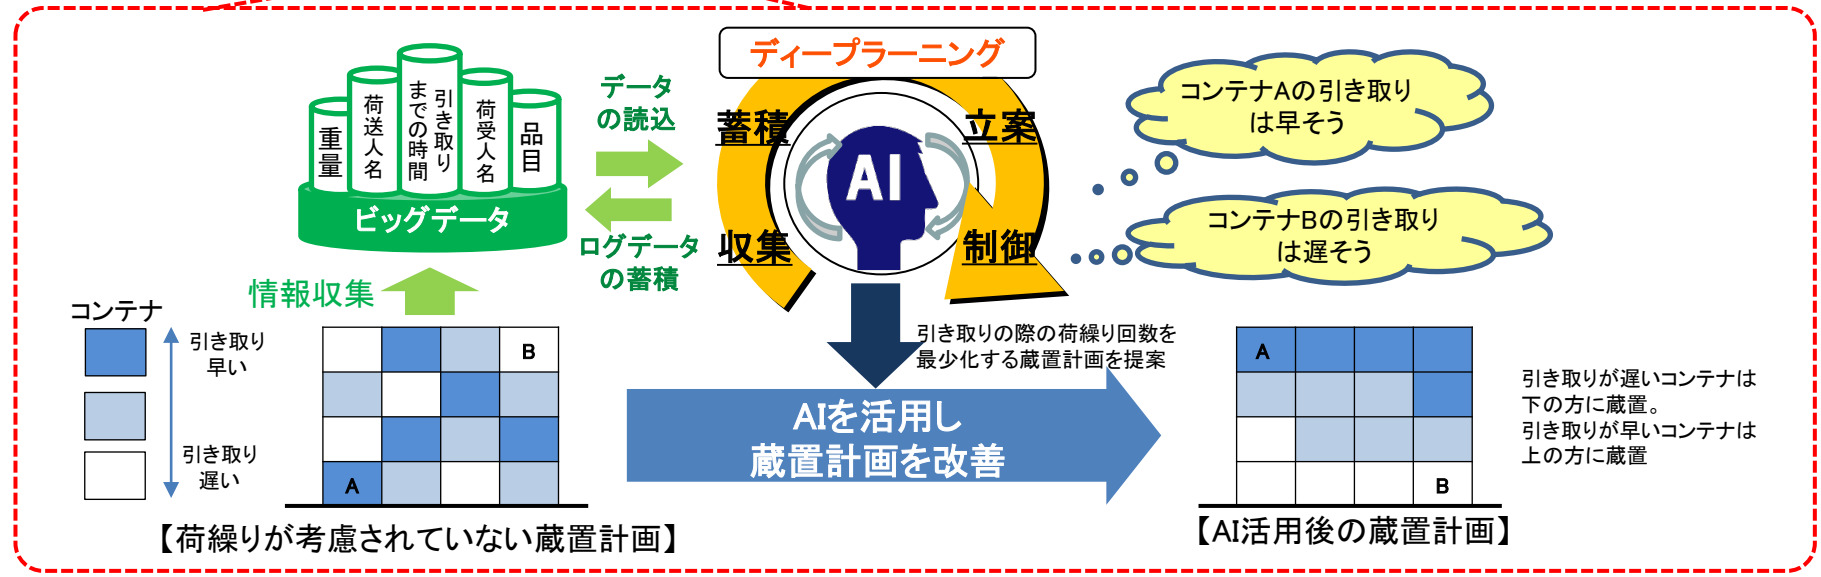 ディープラーニング
重量
荷送人名
引き取り
までの時間
荷受人名
品目
ビッグデータ
データ
の読込
ログデータ
の蓄積
蓄積
立案
収集
制御
AI
コンテナAの引き取り
は早そう
コンテナBの引き取り
は遅そう
情報収集
コンテナ
引き取り
早い
引き取り
遅い
B
A
【荷繰りが考慮されていない蔵置計画】
引き取りの際の荷繰り回数を
最少化する蔵置計画を提案
AIを活用し
蔵置計画を改善
A
B
【AI活用後の蔵置計画】
引き取りが遅いコンテナは
下の方に蔵置。
引き取りが早いコンテナは
上の方に蔵置